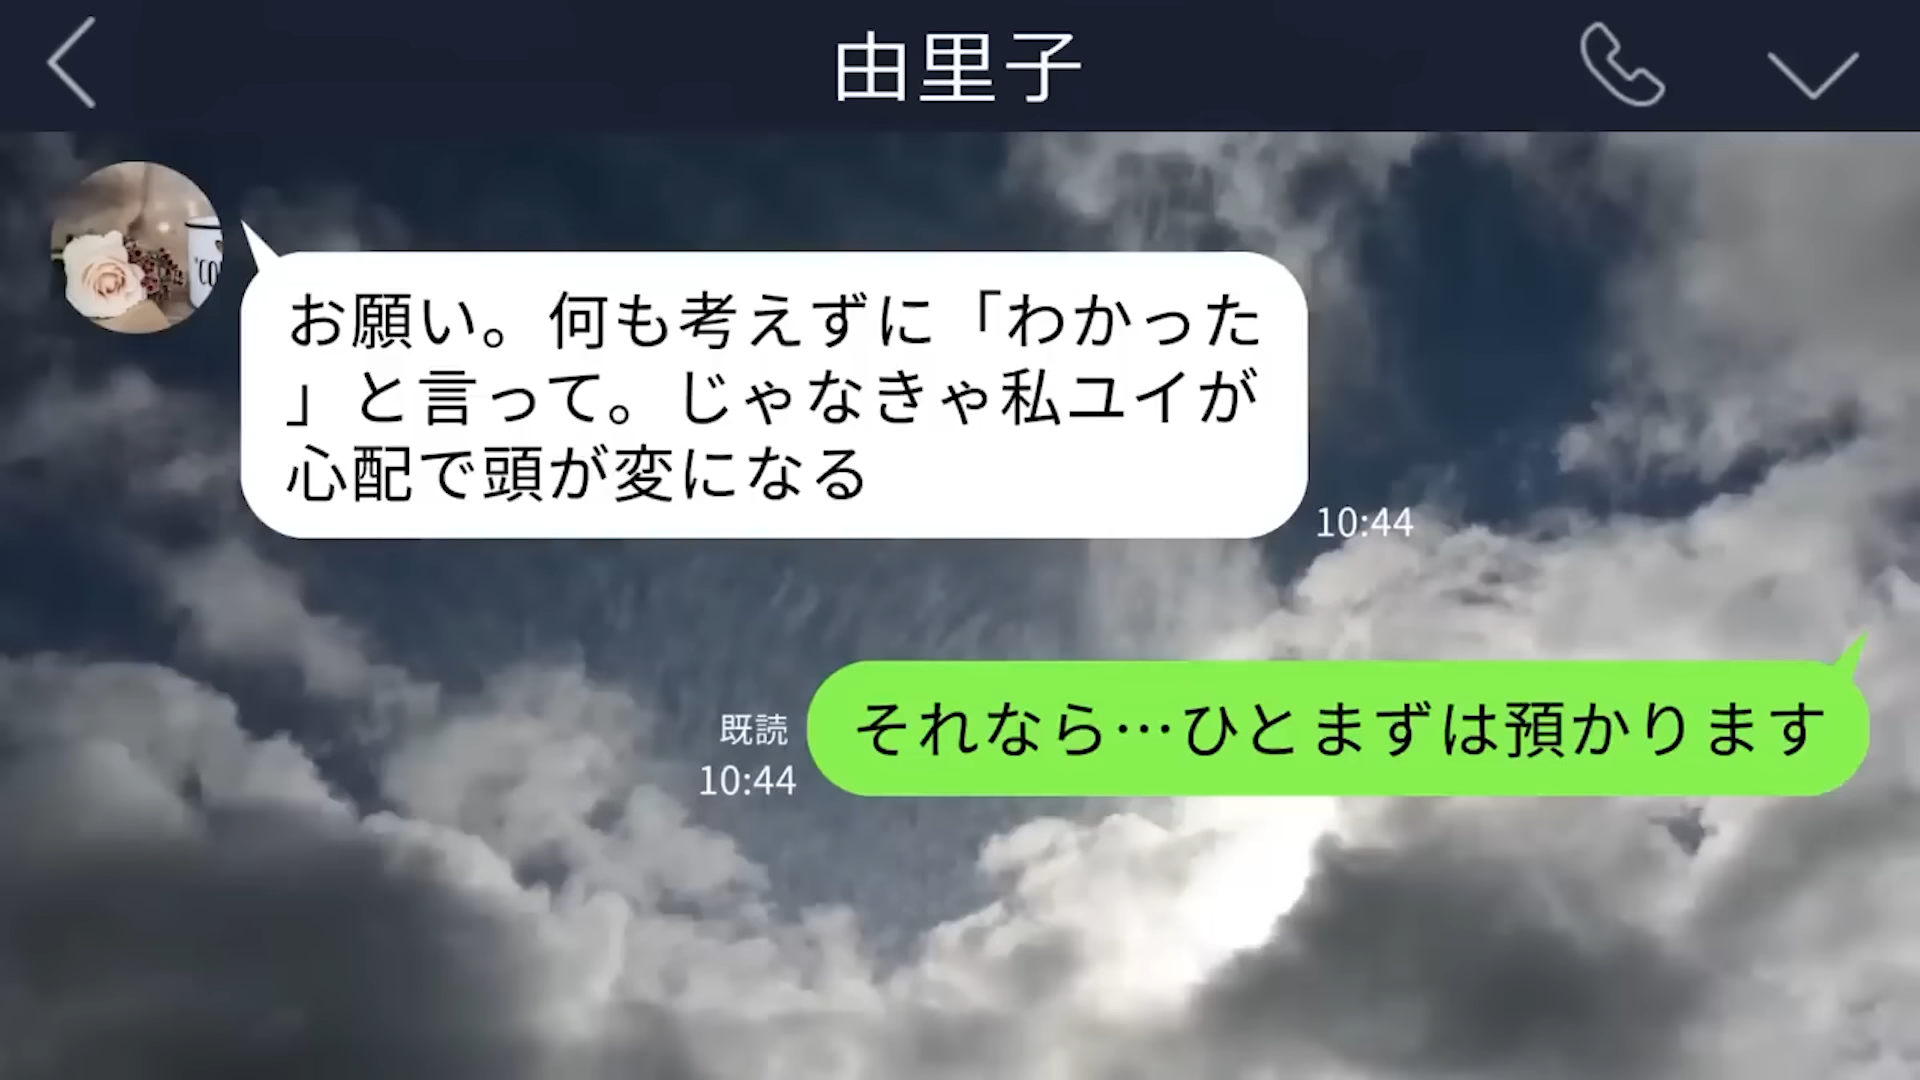 由里子
お願い。何も考えずに「わかった
」と言って。じゃなきゃ私ユイが
心配で頭が変になる
10:44
それなら…ひとまずは預かります
既読
10:44